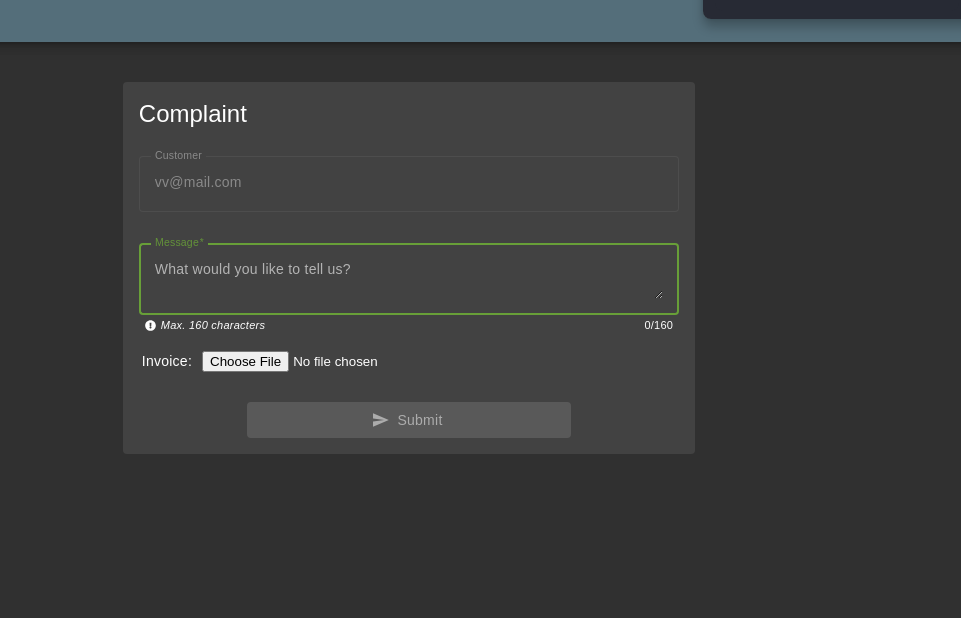 Complaint
Customer
vv@mail.com
Message*
What would you like to tell us?
Max. 160 characters 0/160
Invoice: Choose File No file chosen
Submit